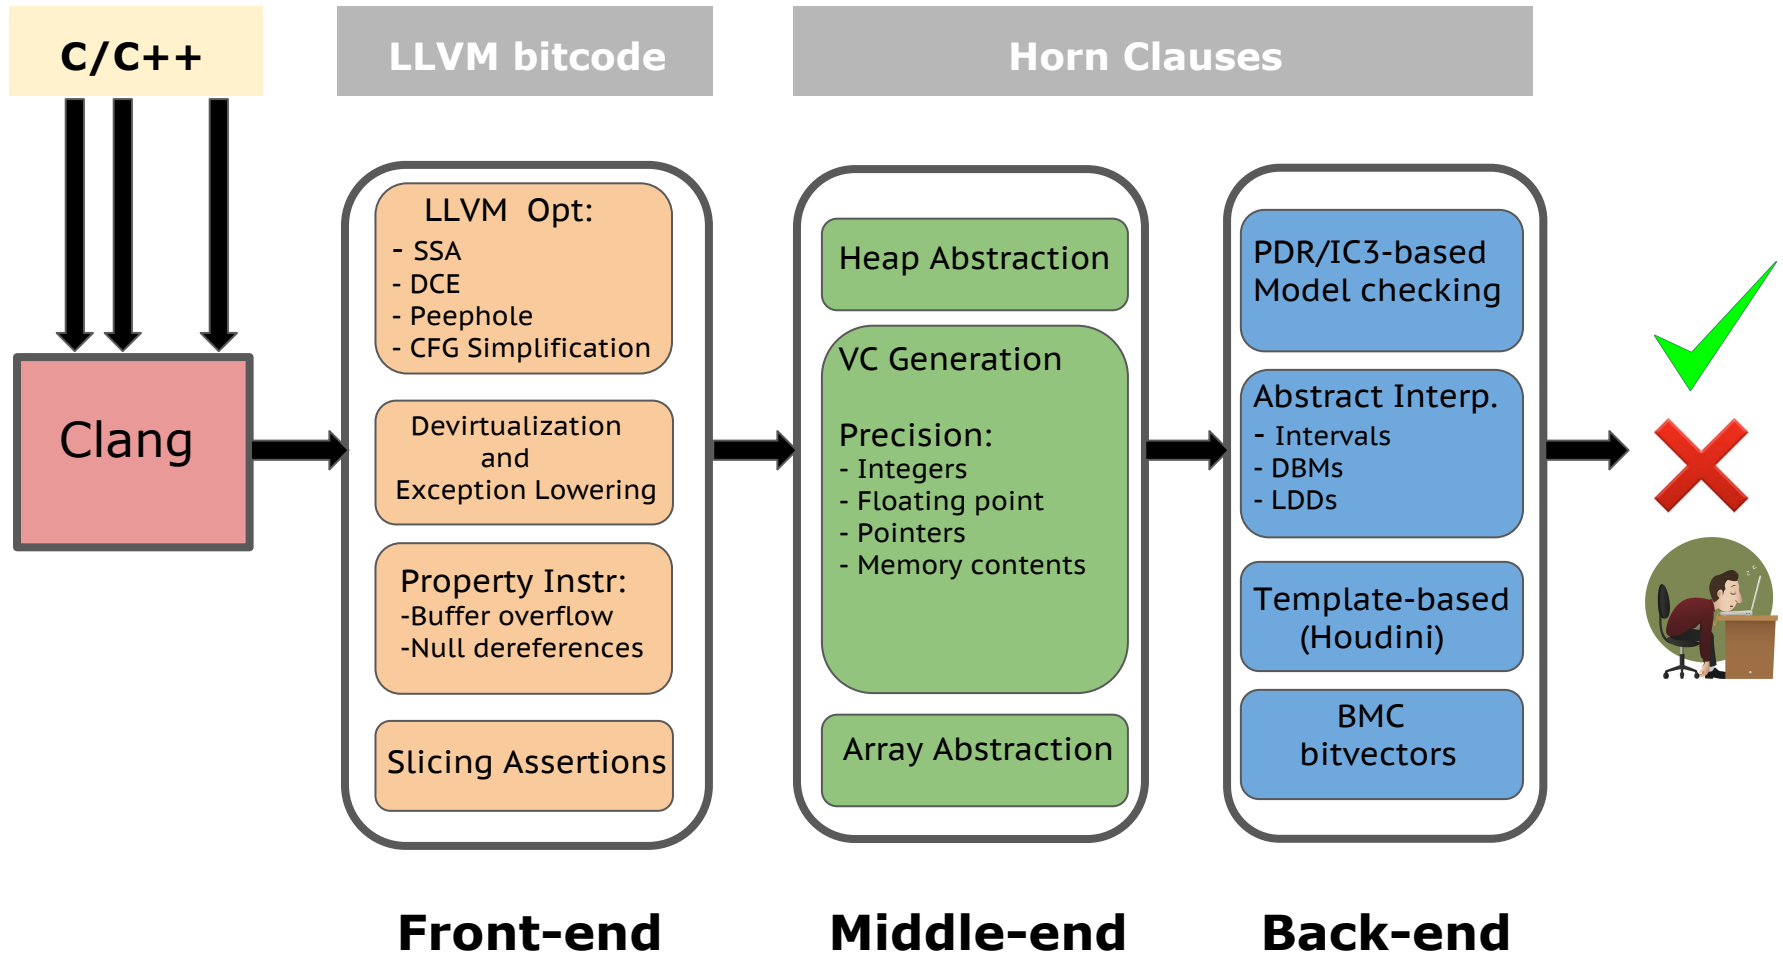 C/C++
LLVM bitcode
Horn Clauses
Clang
LLVM Opt:
- SSA
- DCE
- Peephole
- CFG Simplification
Devirtualization
and
Exception Lowering
Property Instr:
-Buffer overflow
-Null dereferences
Slicing Assertions
Heap Abstraction
VC Generation
Precision:
- Integers
- Floating point
- Pointers
- Memory contents
Array Abstraction
PDR/IC3-based
Model checking
Abstract Interp.
- Intervals
- DBMs
- LDDs
Template-based
(Houdini)
BMC
bitvectors
Front-end
Middle-end
Back-end